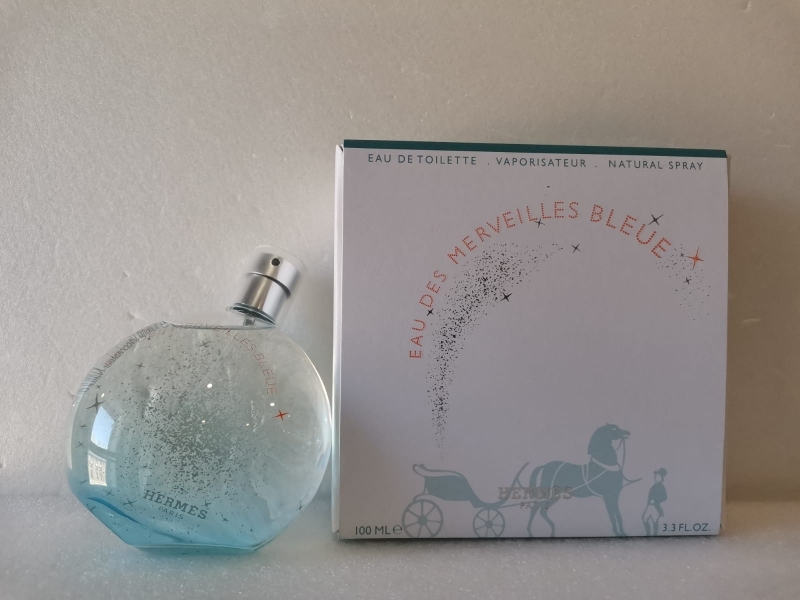 EAU DE TOILETTE . VAPORISATEUR . NATURAL SPRAY
EAU DES MERVEILLES BLEUE
HERMES
PARIS
100 ML e
3.3 FL.OZ.
LES BLEUE
HERMES
PARIS